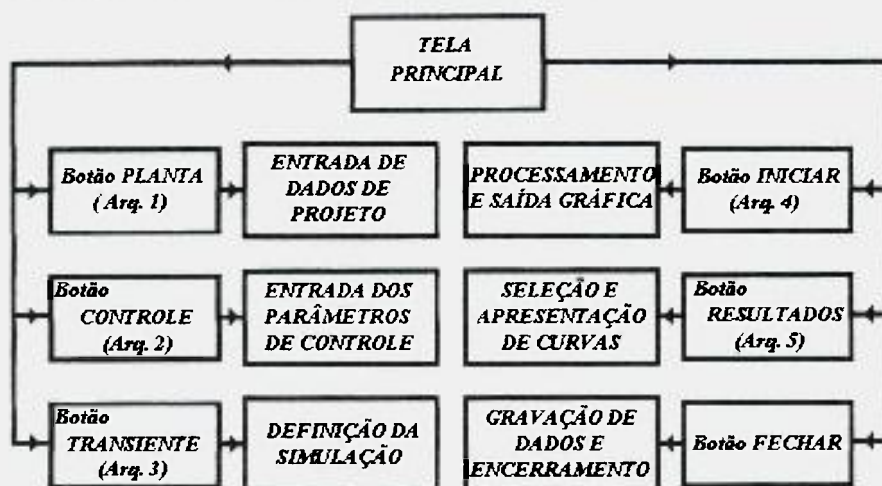 TELA
PRINCIPAL
Botão PLANTA
(Arq. 1)
ENTRADA DE
DADOS DE
PROJETO
PROCESSAMENTO
E SAÍDA GRÁFICA
Botão INICIAR
(Arq. 4)
Botão
CONTROLE
(Arq. 2)
ENTRADA DOS
PARÂMETROS
DE CONTROLE
SELEÇÃO E
APRESENTAÇÃO
DE CURVAS
Botão
RESULTADOS
(Arq. 5)
Botão
TRANSIENTE
(Arq. 3)
DEFINIÇÃO DA
SIMULAÇÃO
GRAVAÇÃO DE
DADOS E
ENCERRAMENTO
Botão FECHAR